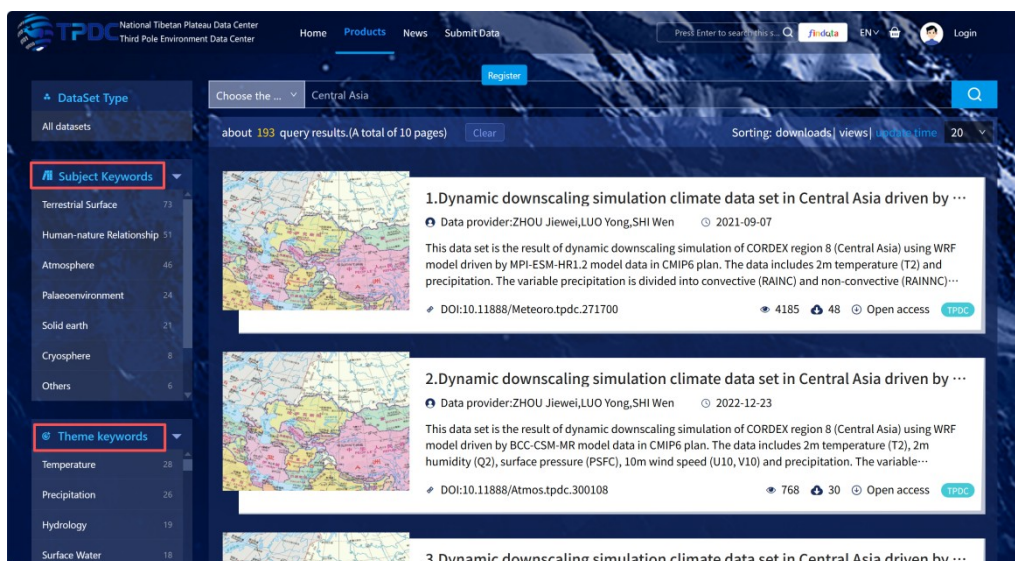 TPDC
National Tibetan Plateau Data Center
Third Pole Environment Data Center
Home Products News Submit Data
Press Enter to search this s... findata EN Login
Register
DataSet Type
All datasets
Choose the ... Central Asia
about 193 query results.(A total of 10 pages) Clear
Sorting: downloads| views| update time 20
Subject Keywords
Terrestrial Surface 73
Human-nature Relationship 51
Atmosphere 46
Palaeoenvironment 24
Solid earth 21
Cryosphere 8
Others 6
Theme keywords
Temperature 28
Precipitation 26
Hydrology 19
Surface Water 18
1.Dynamic downscaling simulation climate data set in Central Asia driven by ···
Data provider:ZHOU Jiewei,LUO Yong,SHI Wen 2021-09-07
This data set is the result of dynamic downscaling simulation of CORDEX region 8 (Central Asia) using WRF
model driven by MPI-ESM-HR1.2 model data in CMIP6 plan. The data includes 2m temperature (T2) and
precipitation. The variable precipitation is divided into convective (RAINC) and non-convective (RAINNC)···
DOI:10.11888/Meteoro.tpdc.271700 4185 48 Open access TPDC
2.Dynamic downscaling simulation climate data set in Central Asia driven by ···
Data provider:ZHOU Jiewei,LUO Yong,SHI Wen 2022-12-23
This data set is the result of dynamic downscaling simulation of CORDEX region 8 (Central Asia) using WRF
model driven by BCC-CSM-MR model data in CMIP6 plan. The data includes 2m temperature (T2), 2m
humidity (Q2), surface pressure (PSFC), 10m wind speed (U10, V10) and precipitation. The variable···
DOI:10.11888/Atmos.tpdc.300108 768 30 Open access TPDC
3.Dynamic downscaling simulation climate data set in Central Asia driven by ···